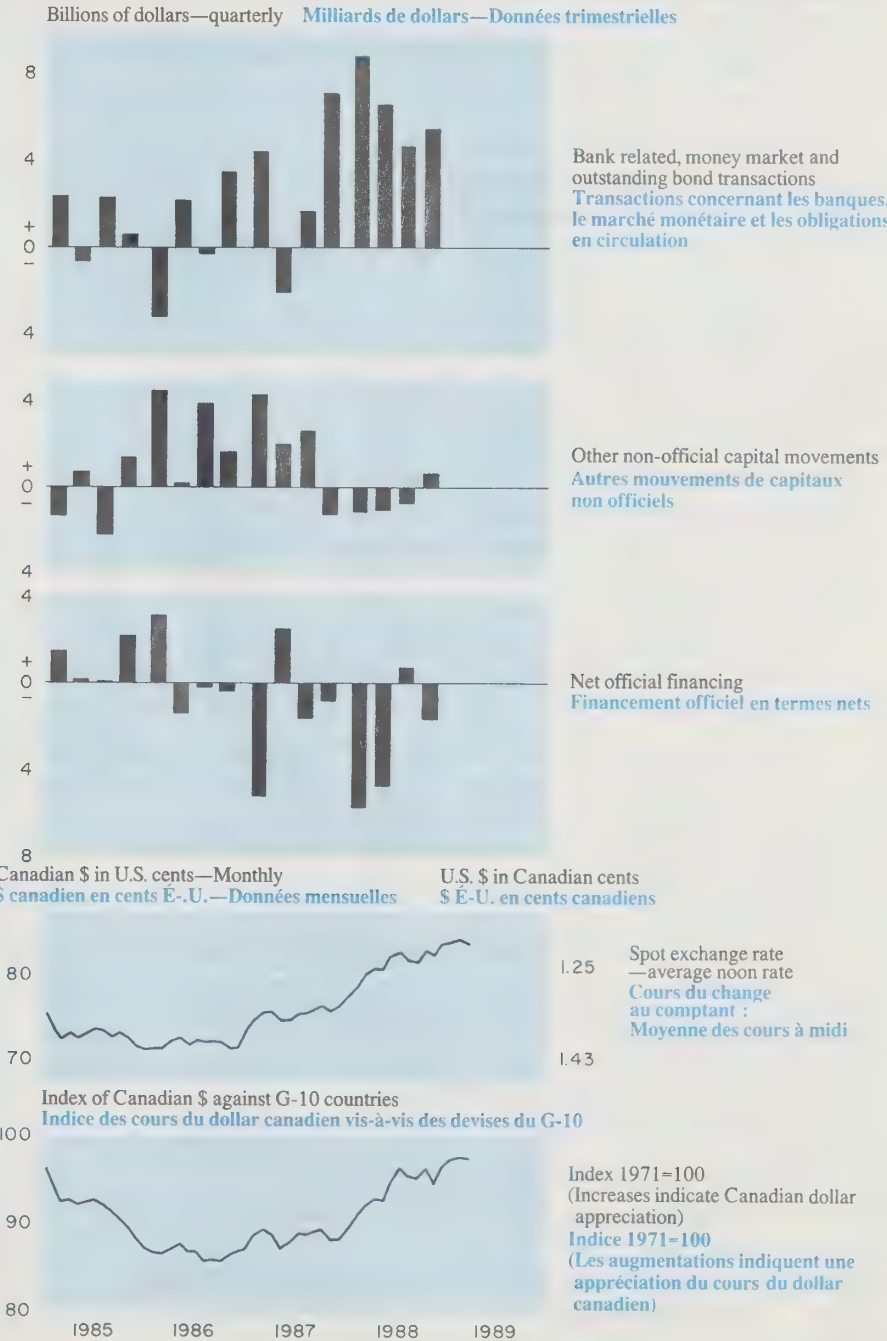 Billions of dollars—quarterly Milliards de dollars—Données trimestrielles
8
4
+
0
−
4
Bank related, money market and
outstanding bond transactions
Transactions concernant les banques,
le marché monétaire et les obligations
en circulation
4
+
0
−
4
Other non-official capital movements
Autres mouvements de capitaux
non officiels
4
+
0
−
4
8
Net official financing
Financement officiel en termes nets
Canadian $ in U.S. cents—Monthly
$ canadien en cents É-.U.—Données mensuelles
U.S. $ in Canadian cents
$ É-U. en cents canadiens
80
70
1.25
1.43
Spot exchange rate
—average noon rate
Cours du change
au comptant :
Moyenne des cours à midi
Index of Canadian $ against G-10 countries
Indice des cours du dollar canadien vis-à-vis des devises du G-10
100
90
80
Index 1971=100
(Increases indicate Canadian dollar
appreciation)
Indice 1971=100
(Les augmentations indiquent une
appréciation du cours du dollar
canadien)
1985 1986 1987 1988 1989